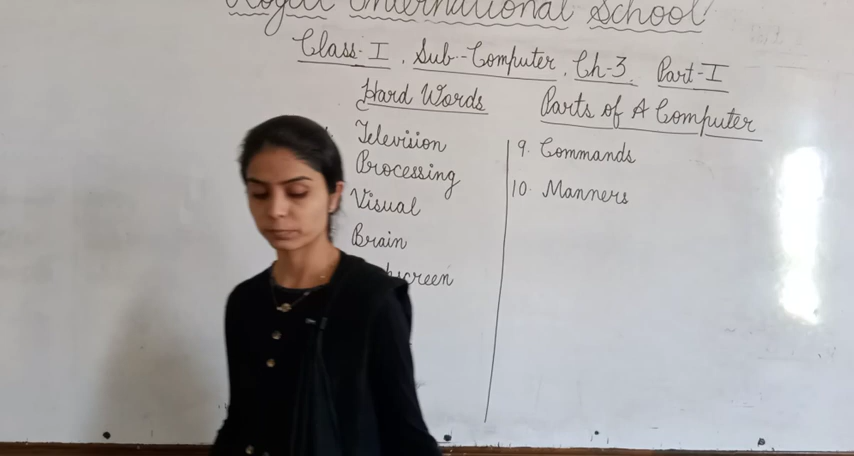 International School
Class-I, Sub-Computer, Ch-3. Part-I
Hard Words
Parts of A Computer
Television
Processing
Visual
Brain
9. Commands
10. Manners